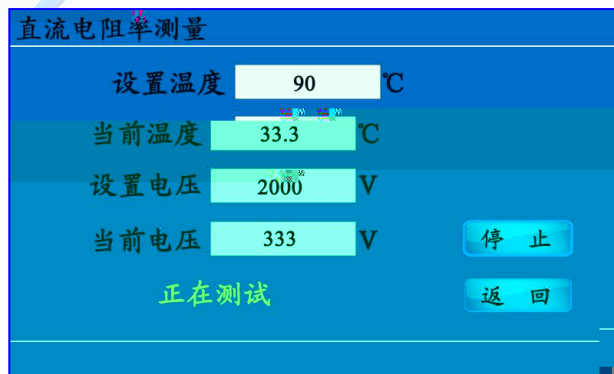 直流电阻率测量
设置温度 90 ℃
当前温度 33.3 ℃
设置电压 2000 V
当前电压 333 V 停 止
正在测试 返 回